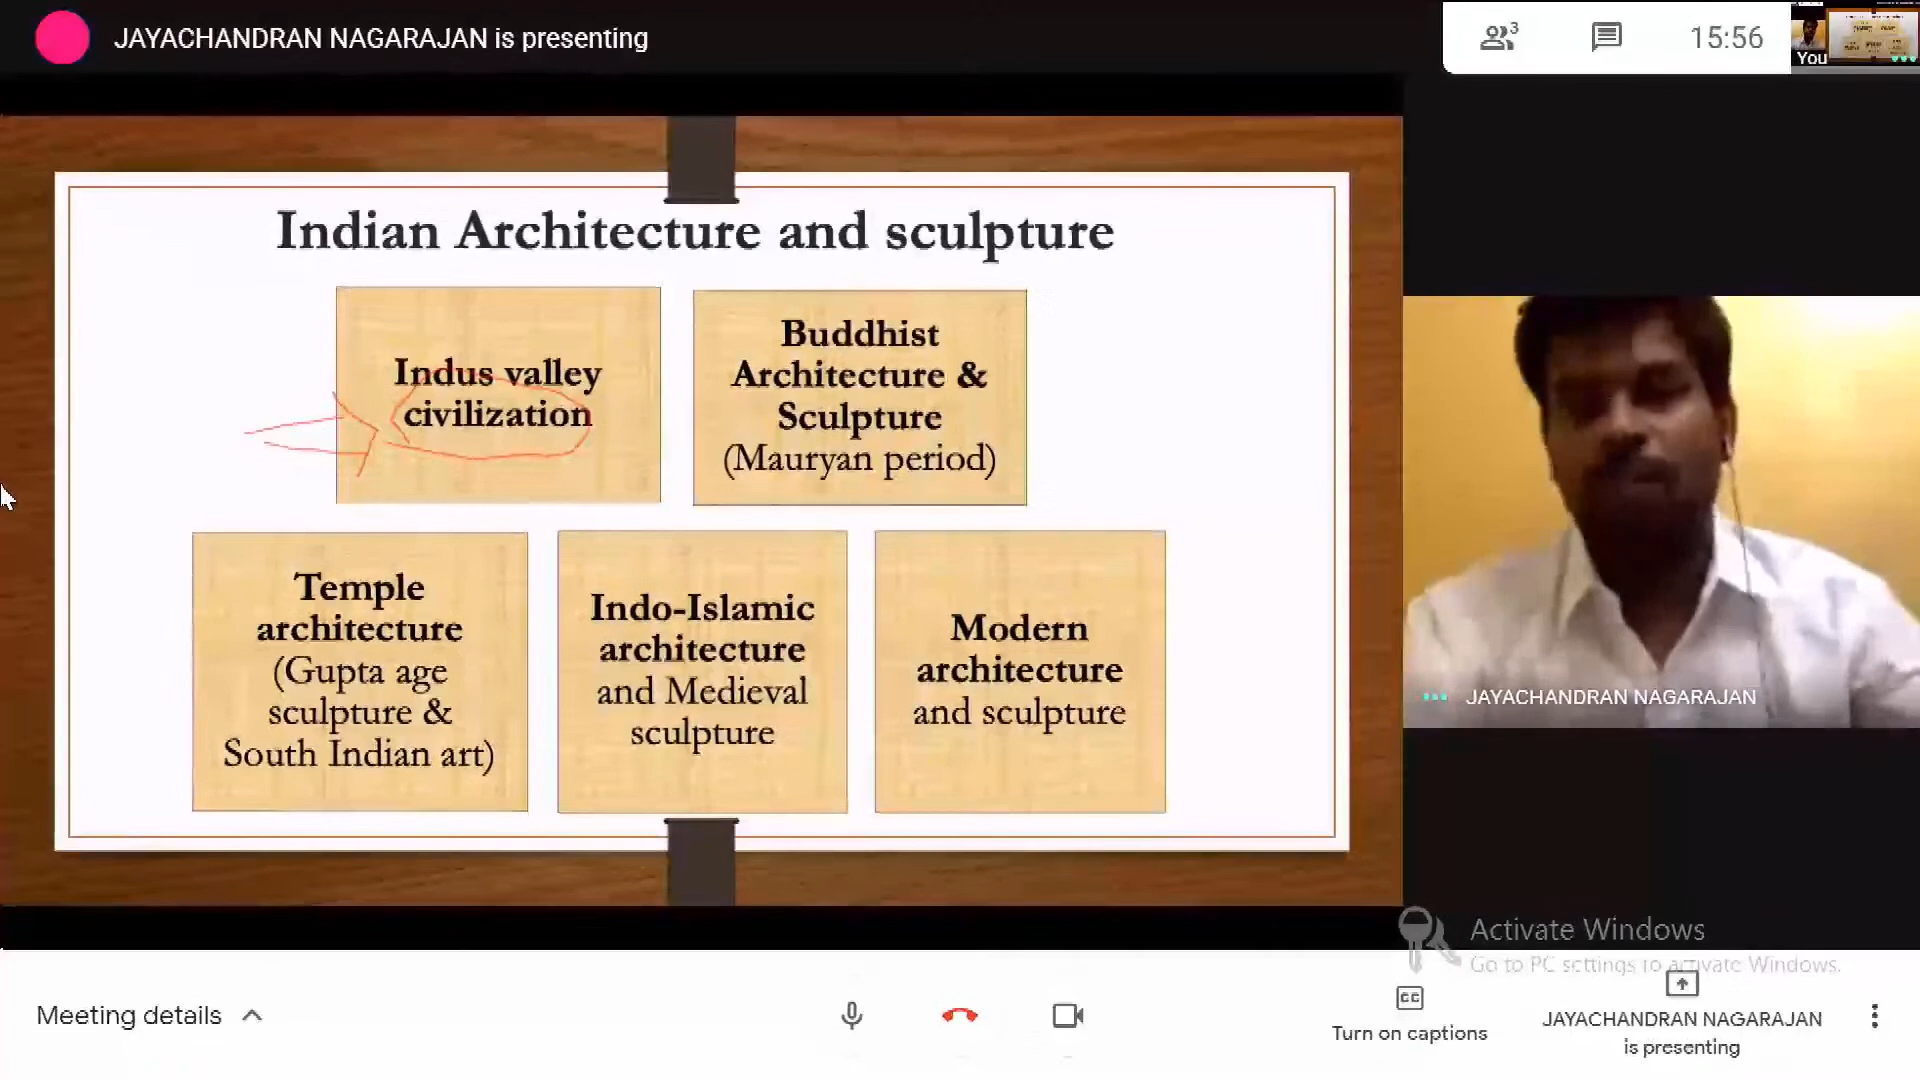 JAYACHANDRAN NAGARAJAN is presenting
3
15:56
You
Indian Architecture and sculpture
Indus valley
civilization
Buddhist
Architecture &
Sculpture
(Mauryan period)
Temple
architecture
(Gupta age
sculpture &
South Indian art)
Indo-Islamic
architecture
and Medieval
sculpture
Modern
architecture
and sculpture
JAYACHANDRAN NAGARAJAN
Activate Windows
Go to PC settings to activate Windows.
Meeting details
CC
Turn on captions
JAYACHANDRAN NAGARAJAN
is presenting